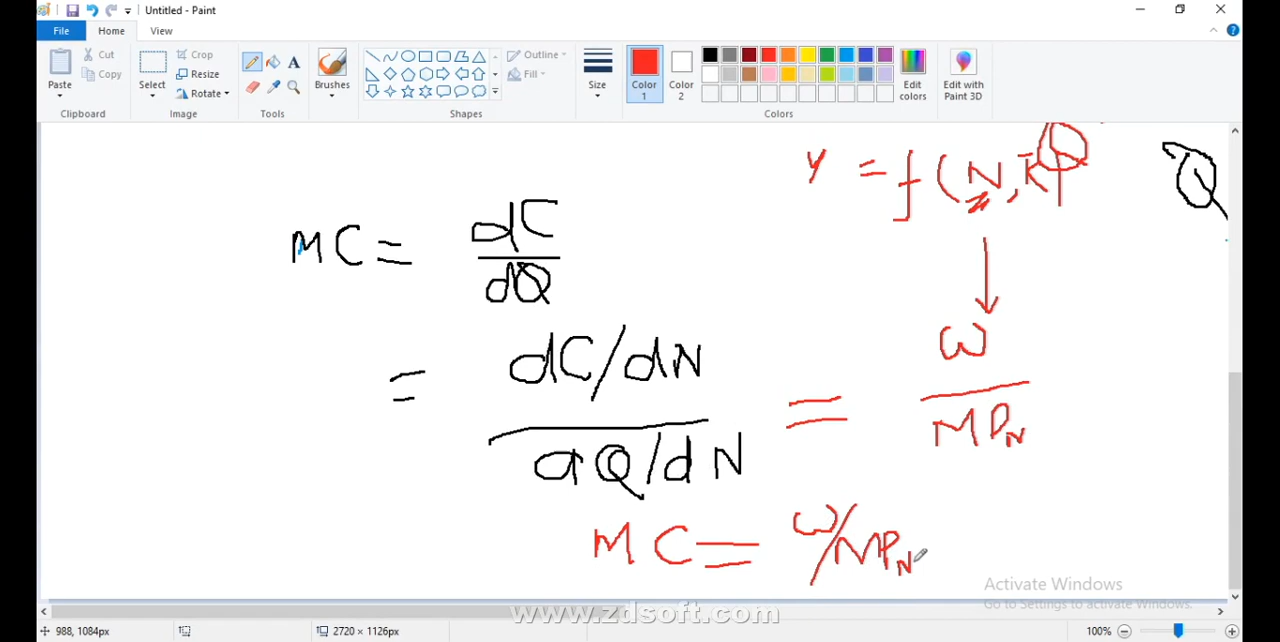 Untitled - Paint
File Home View
Paste
Cut
Copy
Clipboard
Select
Crop
Resize
Rotate
Image
Tools
Brushes
Shapes
Outline
Fill
Size
Color 1
Color 2
Edit colors
Edit with Paint 3D
Colors
Q
y = f(N, K̄)
Q
MC = dC
dQ
= dC/dN
dQ/dN
= W
MPN
MC = W/MPN
Activate Windows
Go to Settings to activate Windows.
www.zdsoft.com
988, 1084px
2720 × 1126px
100%